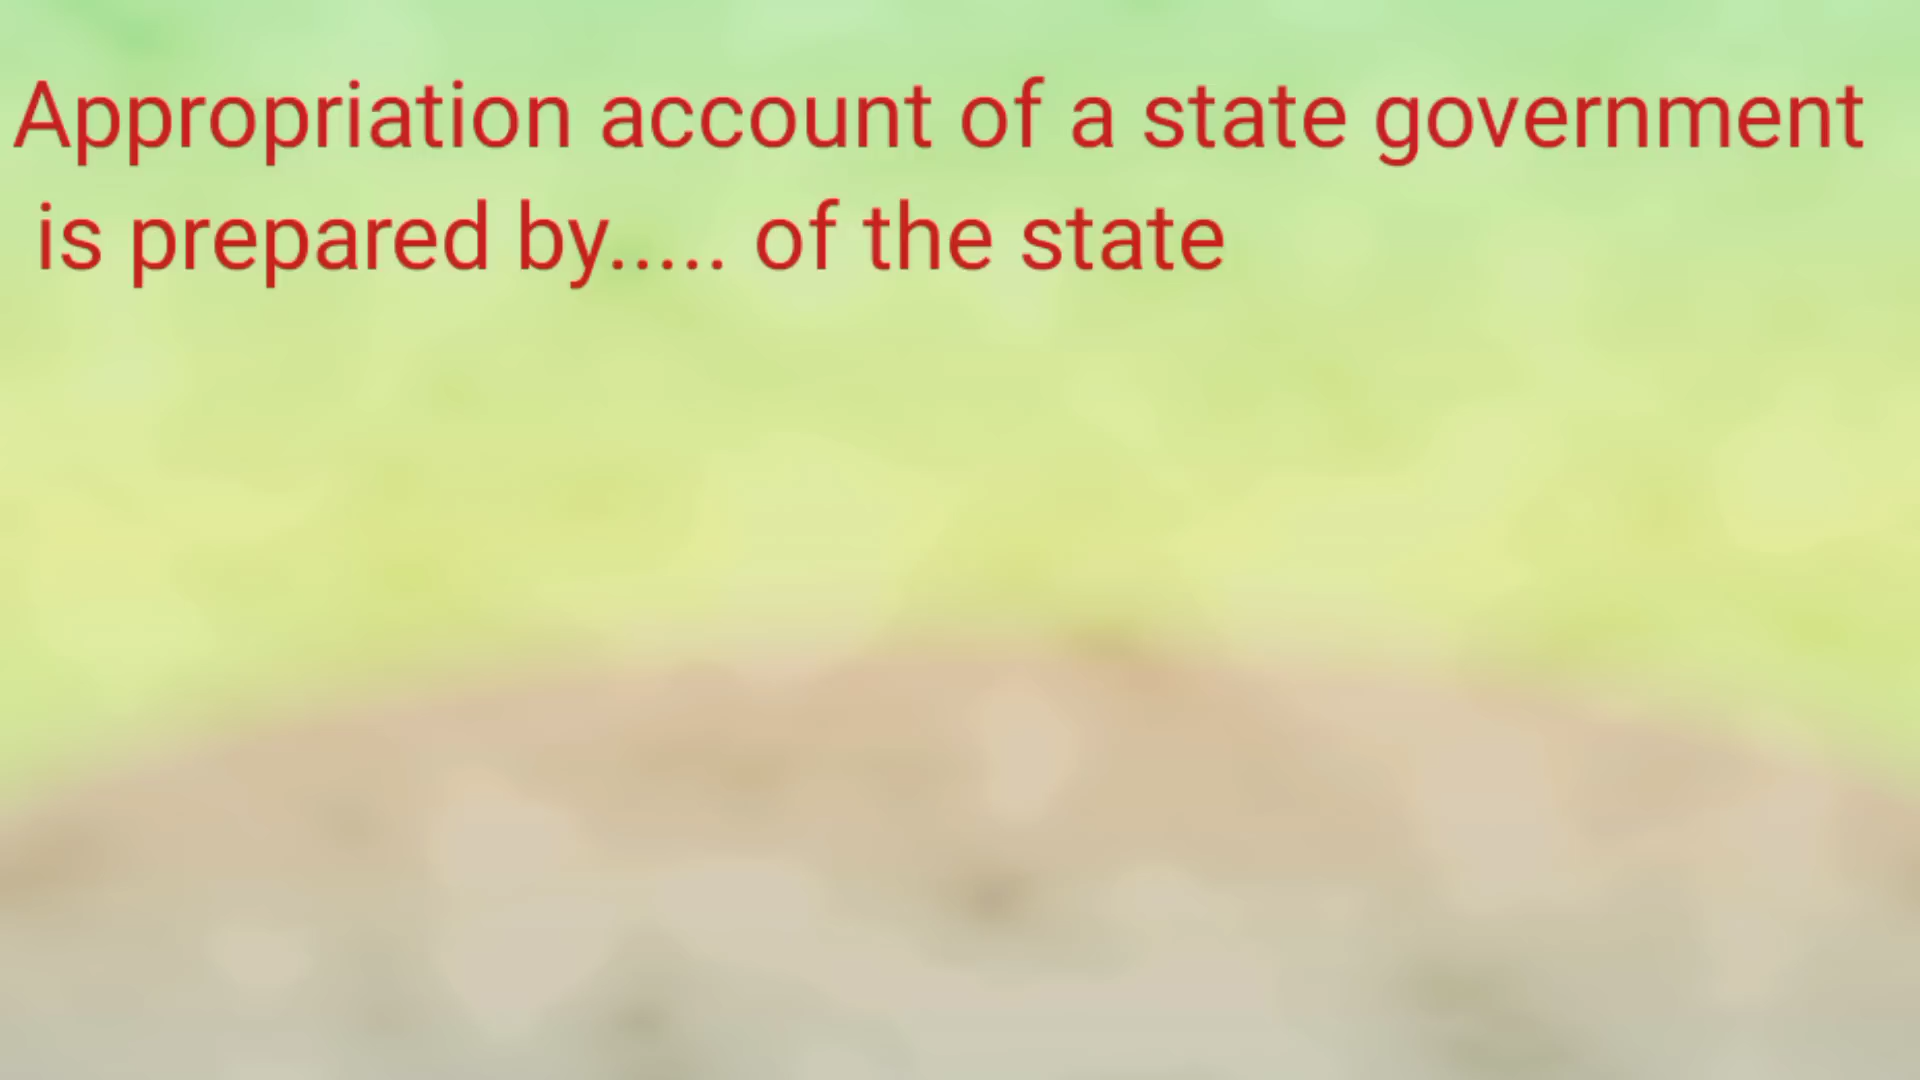 Appropriation account of a state government
is prepared by..... of the state